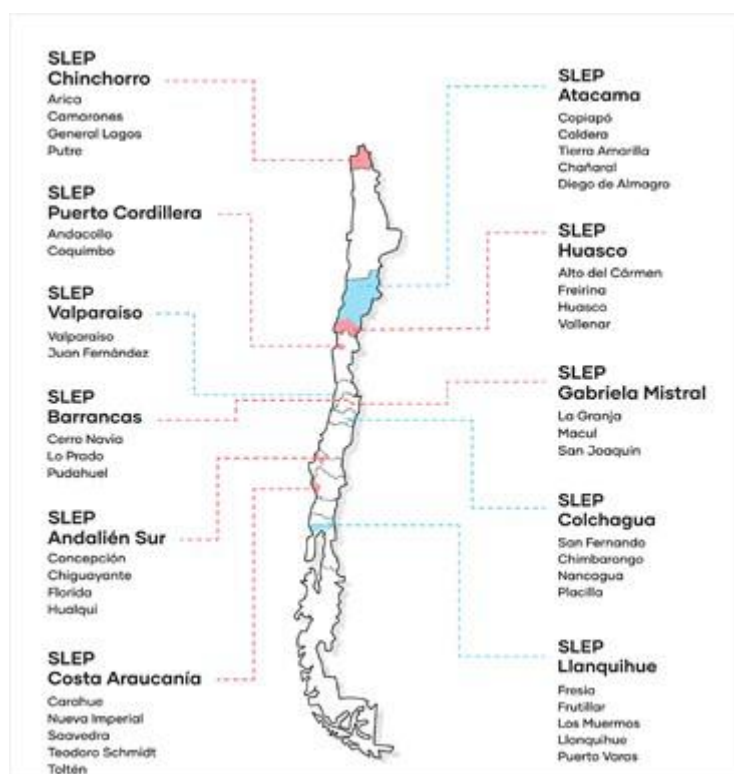 SLEP
Chinchorro
Arica
Camarones
General Lagos
Putre
SLEP
Puerto Cordillera
Andacollo
Coquimbo
SLEP
Valparaíso
Valparaíso
Juan Fernández
SLEP
Barrancas
Cerro Navia
Lo Prado
Pudahuel
SLEP
Andalién Sur
Concepción
Chiguayante
Florida
Hualqui
SLEP
Costa Araucanía
Carahue
Nueva Imperial
Saavedra
Teodoro Schmidt
Toltén
SLEP
Atacama
Copiapó
Caldera
Tierra Amarilla
Chañaral
Diego de Almagro
SLEP
Huasco
Alto del Cármen
Freirina
Huasco
Vallenar
SLEP
Gabriela Mistral
La Granja
Macul
San Joaquín
SLEP
Colchagua
San Fernando
Chimbarongo
Nancagua
Placilla
SLEP
Llanquihue
Fresia
Frutillar
Los Muermos
Llanquihue
Puerto Varas